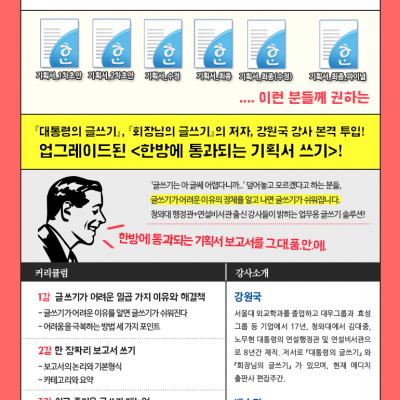 기획서_1차초안
기획서_2차초안
기획서_수정
기획서_최종
기획서_최종(수정)
기획서_최종_파이널
.... 이런 분들께 권하는
『대통령의 글쓰기』, 『회장님의 글쓰기』의 저자, 강원국 강사 본격 투입!
업그레이드된 <한방에 통과되는 기획서 쓰기>!
'글쓰기는 아 글쎄 어렵다니까..' 덮어놓고 모르겠다고 하는 분들,
글쓰기가 어려운 이유의 정체를 알고 나면 글쓰기가 쉬워집니다.
청와대 행정관+연설비서관 출신 강사들이 밝히는 업무용 글쓰기 솔루션!
한방에 통과되는 기획서 보고서를 그.대.품.안.에.
커리큘럼
1강 글쓰기가 어려운 일곱 가지 이유와 해결책
- 글쓰기가 어려운 이유를 알면 글쓰기가 쉬워진다
- 어려움을 극복하는 방법 세 가지 포인트
2강 한 장짜리 보고서 쓰기
- 보고서의 논리와 기본형식
- 카테고리와 요약
강사소개
강원국
서울대 외교학과를 졸업하고 대우그룹과 효성
그룹 등 기업에서 17년, 청와대에서 김대중,
노무현 대통령의 연설행정관 및 연설비서관으
로 8년간 재직. 저서로 『대통령의 글쓰기』와
『회장님의 글쓰기』가 있으며, 현재 메디치
출판사 편집주간.